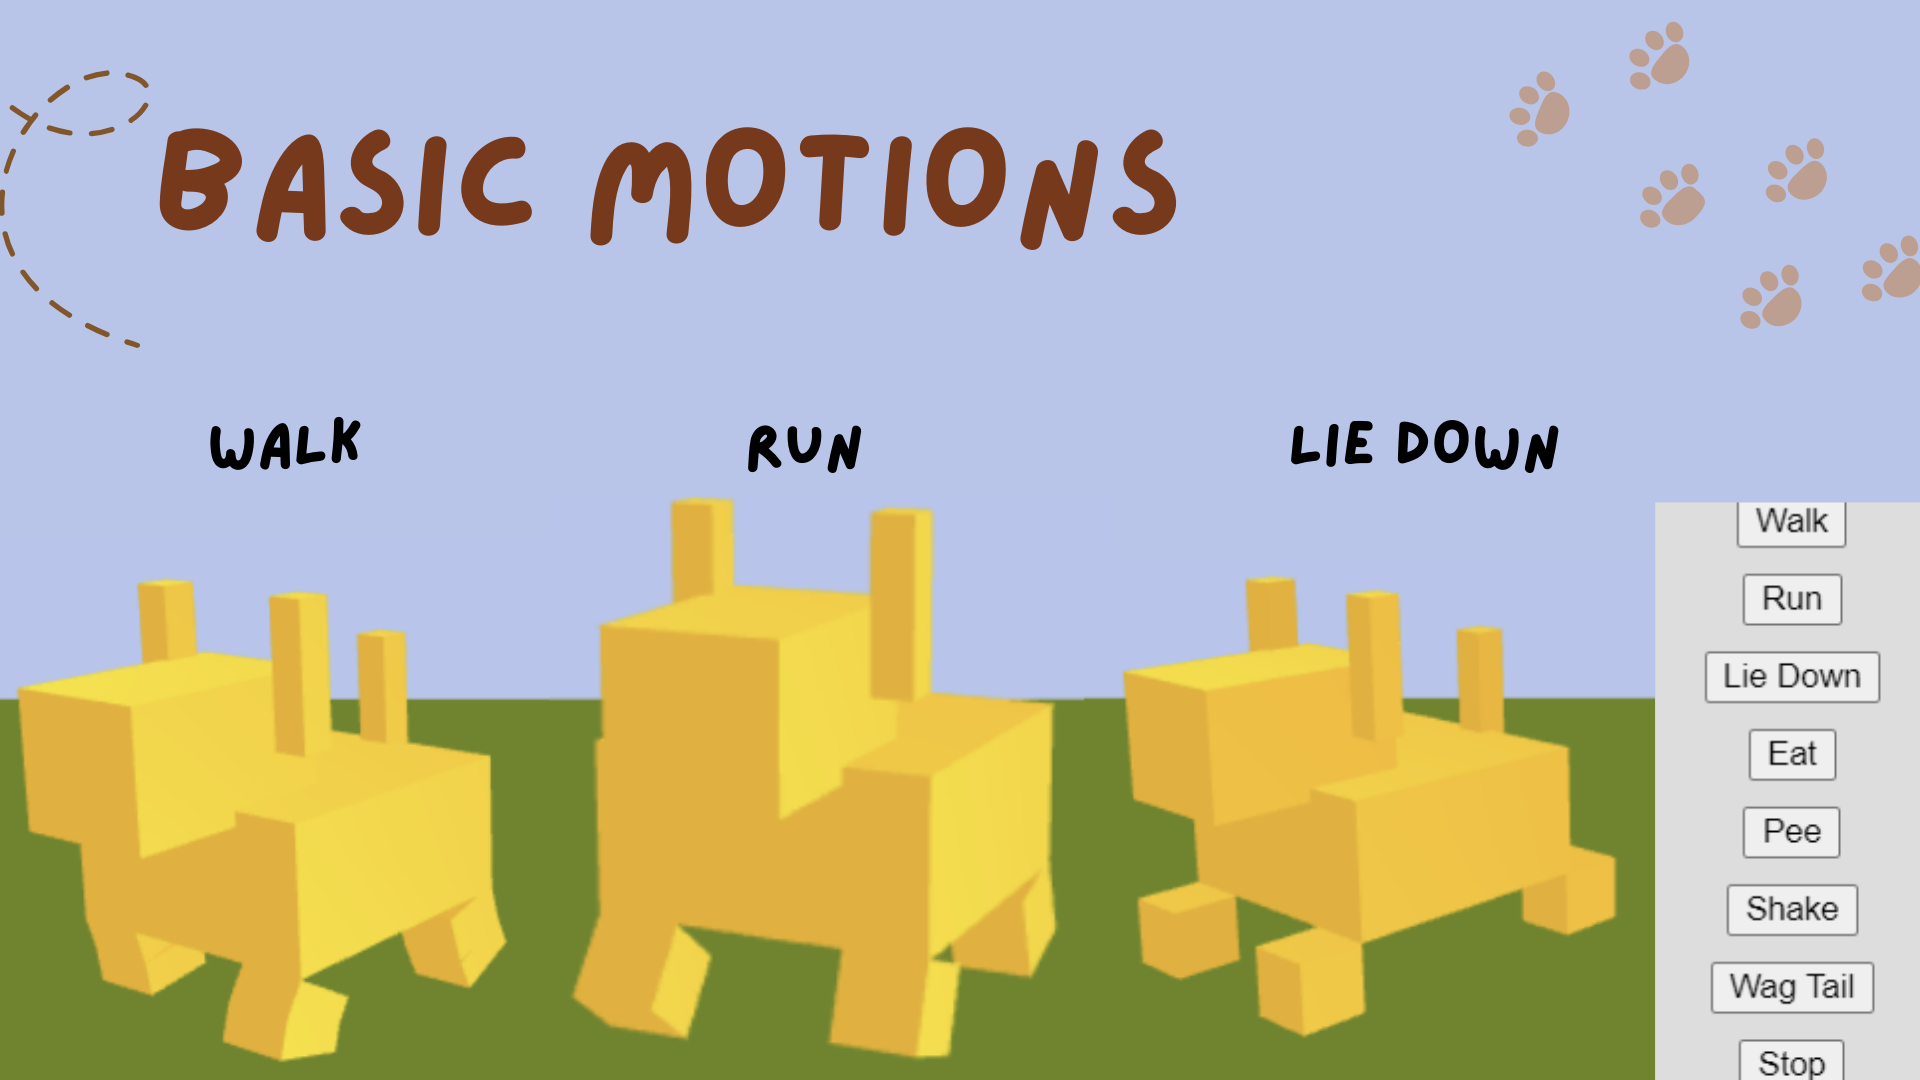 BASIC MOTIONS
WALK
RUN
LIE DOWN
Walk
Run
Lie Down
Eat
Pee
Shake
Wag Tail
Stop